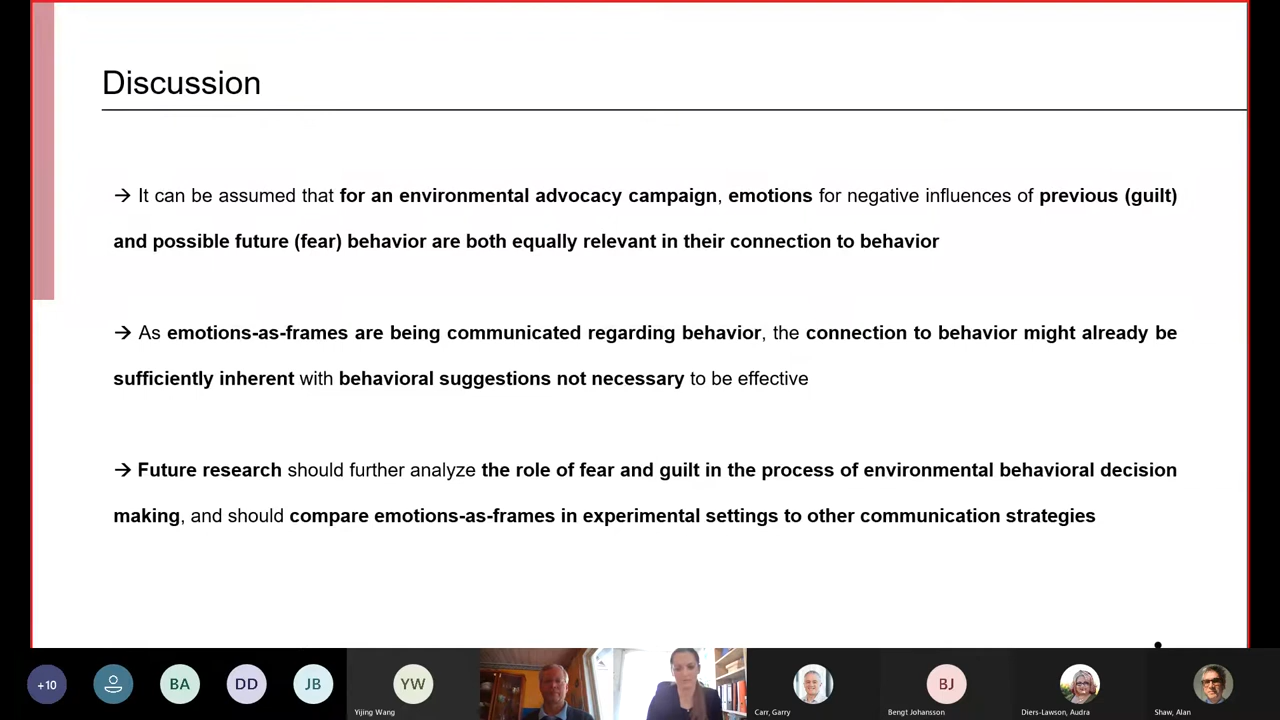 Discussion
→ It can be assumed that for an environmental advocacy campaign, emotions for negative influences of previous (guilt)
and possible future (fear) behavior are both equally relevant in their connection to behavior
→ As emotions-as-frames are being communicated regarding behavior, the connection to behavior might already be
sufficiently inherent with behavioral suggestions not necessary to be effective
→ Future research should further analyze the role of fear and guilt in the process of environmental behavioral decision
making, and should compare emotions-as-frames in experimental settings to other communication strategies
+10
BA
DD
JB
YW
BJ
Yijing Wang
Carr, Garry
Bengt Johansson
Diers-Lawson, Audra
Shaw, Alan